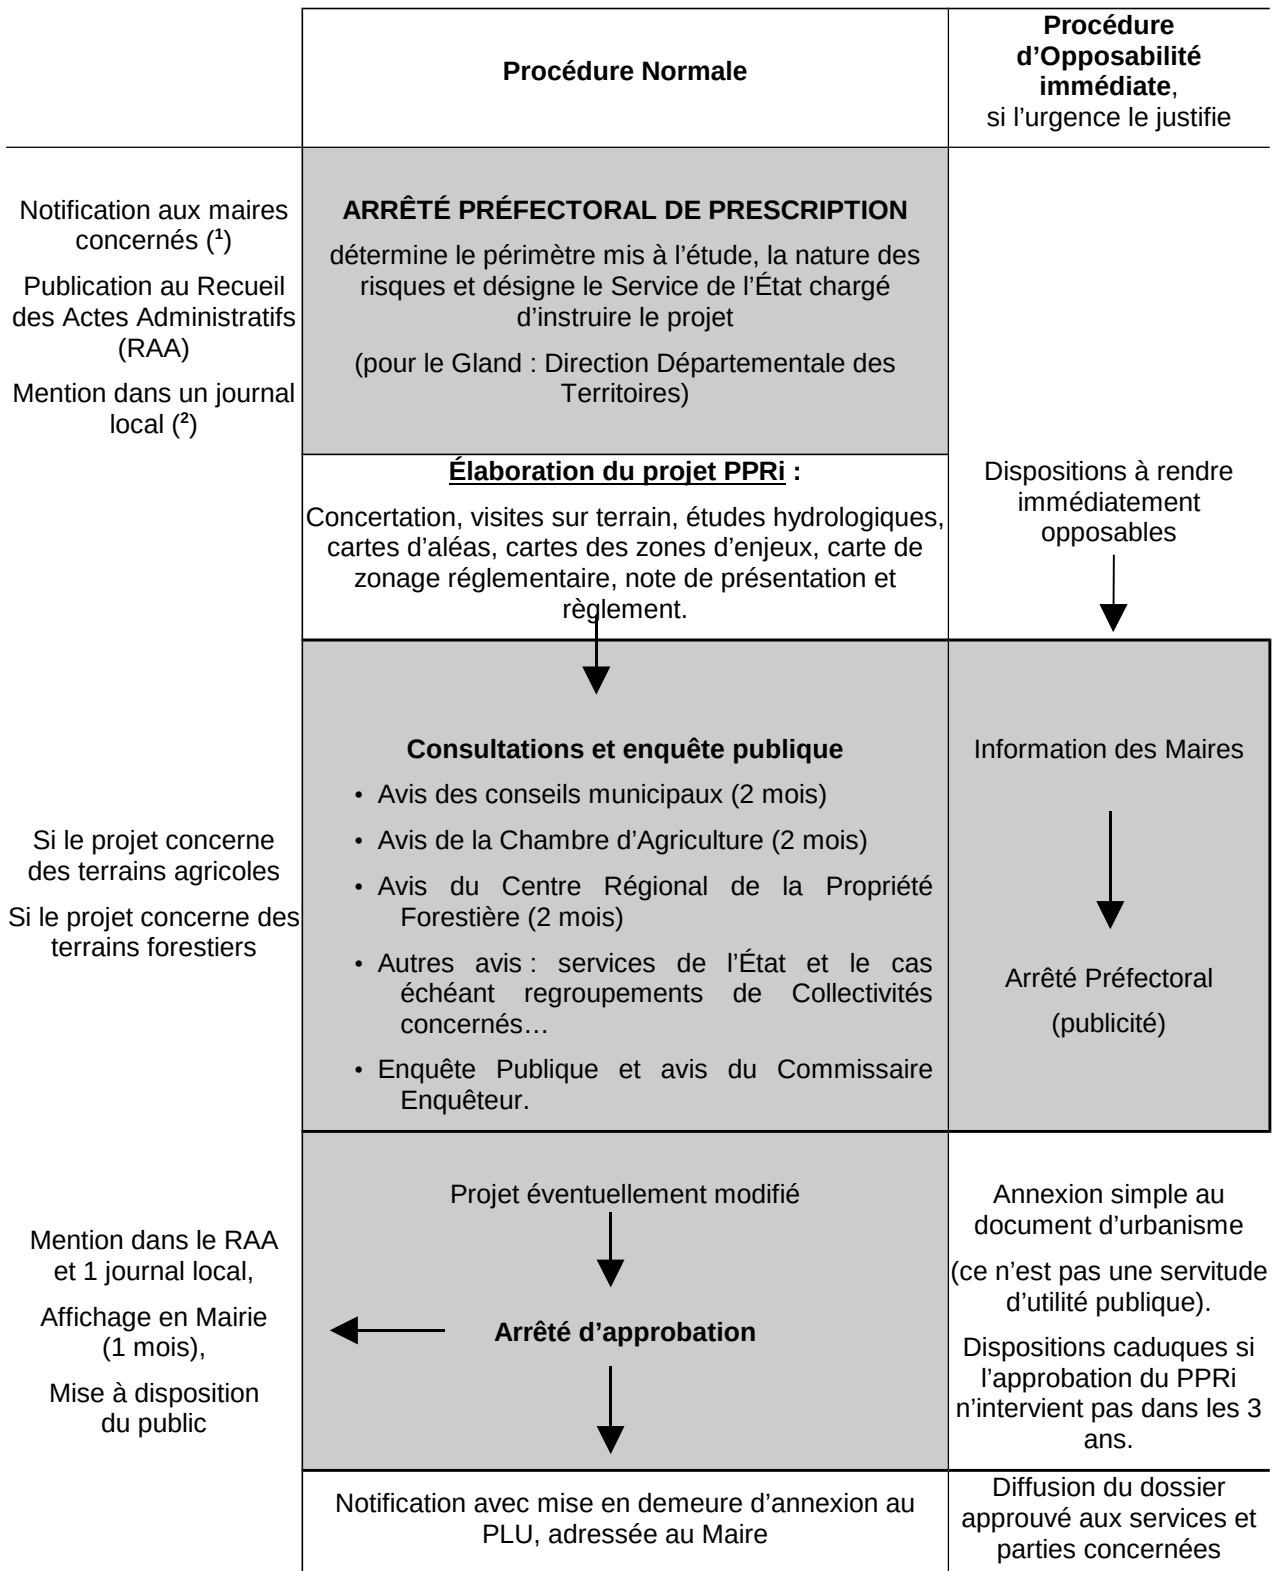 Procédure Normale
Procédure
d’Opposabilité
immédiate,
si l’urgence le justifie
Notification aux maires
concernés (1)
Publication au Recueil
des Actes Administratifs
(RAA)
Mention dans un journal
local (2)
ARRÊTÉ PRÉFECTORAL DE PRESCRIPTION
détermine le périmètre mis à l’étude, la nature des
risques et désigne le Service de l’État chargé
d’instruire le projet
(pour le Gland : Direction Départementale des
Territoires)
Élaboration du projet PPRi :
Concertation, visites sur terrain, études hydrologiques,
cartes d’aléas, cartes des zones d’enjeux, carte de
zonage réglementaire, note de présentation et
règlement.
Dispositions à rendre
immédiatement
opposables
Si le projet concerne
des terrains agricoles
Si le projet concerne des
terrains forestiers
Consultations et enquête publique
• Avis des conseils municipaux (2 mois)
• Avis de la Chambre d’Agriculture (2 mois)
• Avis du Centre Régional de la Propriété
Forestière (2 mois)
• Autres avis : services de l’État et le cas
échéant regroupements de Collectivités
concernés…
• Enquête Publique et avis du Commissaire
Enquêteur.
Information des Maires
Arrêté Préfectoral
(publicité)
Mention dans le RAA
et 1 journal local,
Affichage en Mairie
(1 mois),
Mise à disposition
du public
Projet éventuellement modifié
Arrêté d’approbation
Annexion simple au
document d’urbanisme
(ce n’est pas une servitude
d’utilité publique).
Dispositions caduques si
l’approbation du PPRi
n’intervient pas dans les 3
ans.
Notification avec mise en demeure d’annexion au
PLU, adressée au Maire
Diffusion du dossier
approuvé aux services et
parties concernées